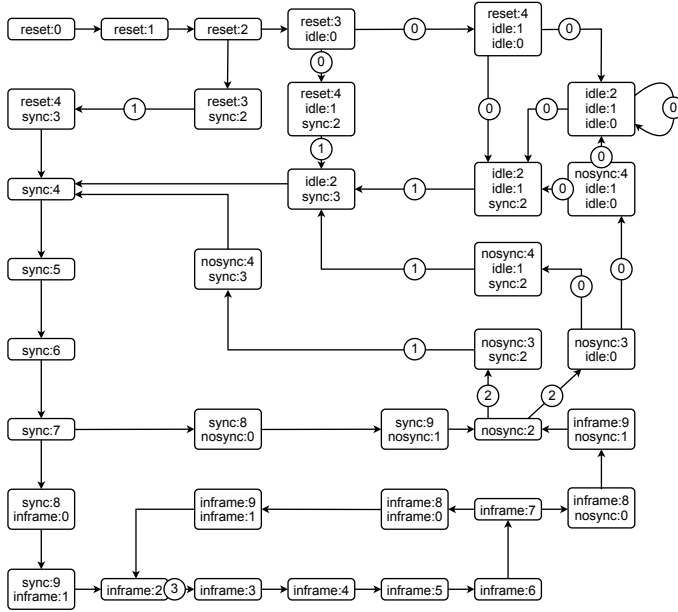 reset:0
reset:1
reset:2
reset:3
idle:0
0
reset:4
idle:1
idle:0
0
0
reset:4
sync:3
1
reset:3
sync:2
reset:4
idle:1
sync:2
0
0
idle:2
idle:1
idle:0
0
1
0
sync:4
idle:2
sync:3
1
idle:2
idle:1
sync:2
0
nosync:4
idle:1
idle:0
sync:5
nosync:4
sync:3
1
nosync:4
idle:1
sync:2
0
0
sync:6
1
nosync:3
sync:2
nosync:3
idle:0
2
2
sync:7
sync:8
nosync:0
sync:9
nosync:1
nosync:2
inframe:9
nosync:1
sync:8
inframe:0
inframe:9
inframe:1
inframe:8
inframe:0
inframe:7
inframe:8
nosync:0
sync:9
inframe:1
inframe:2
3
inframe:3
inframe:4
inframe:5
inframe:6